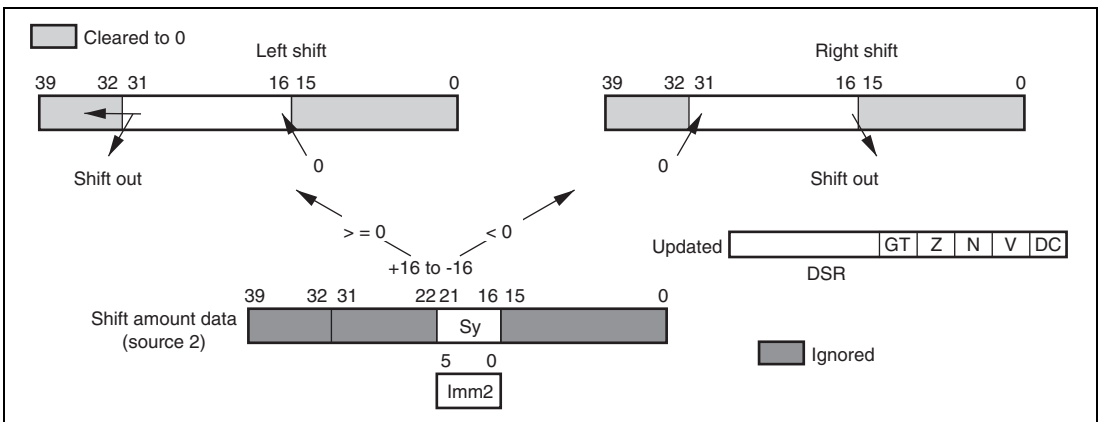 Cleared to 0
Left shift
Right shift
39 32 31 16 15 0
39 32 31 16 15 0
0
0
Shift out
Shift out
> = 0
< 0
+16 to -16
Updated
GT Z N V DC
DSR
39 32 31 22 21 16 15 0
Shift amount data
(source 2)
Sy
Ignored
5 0
Imm2